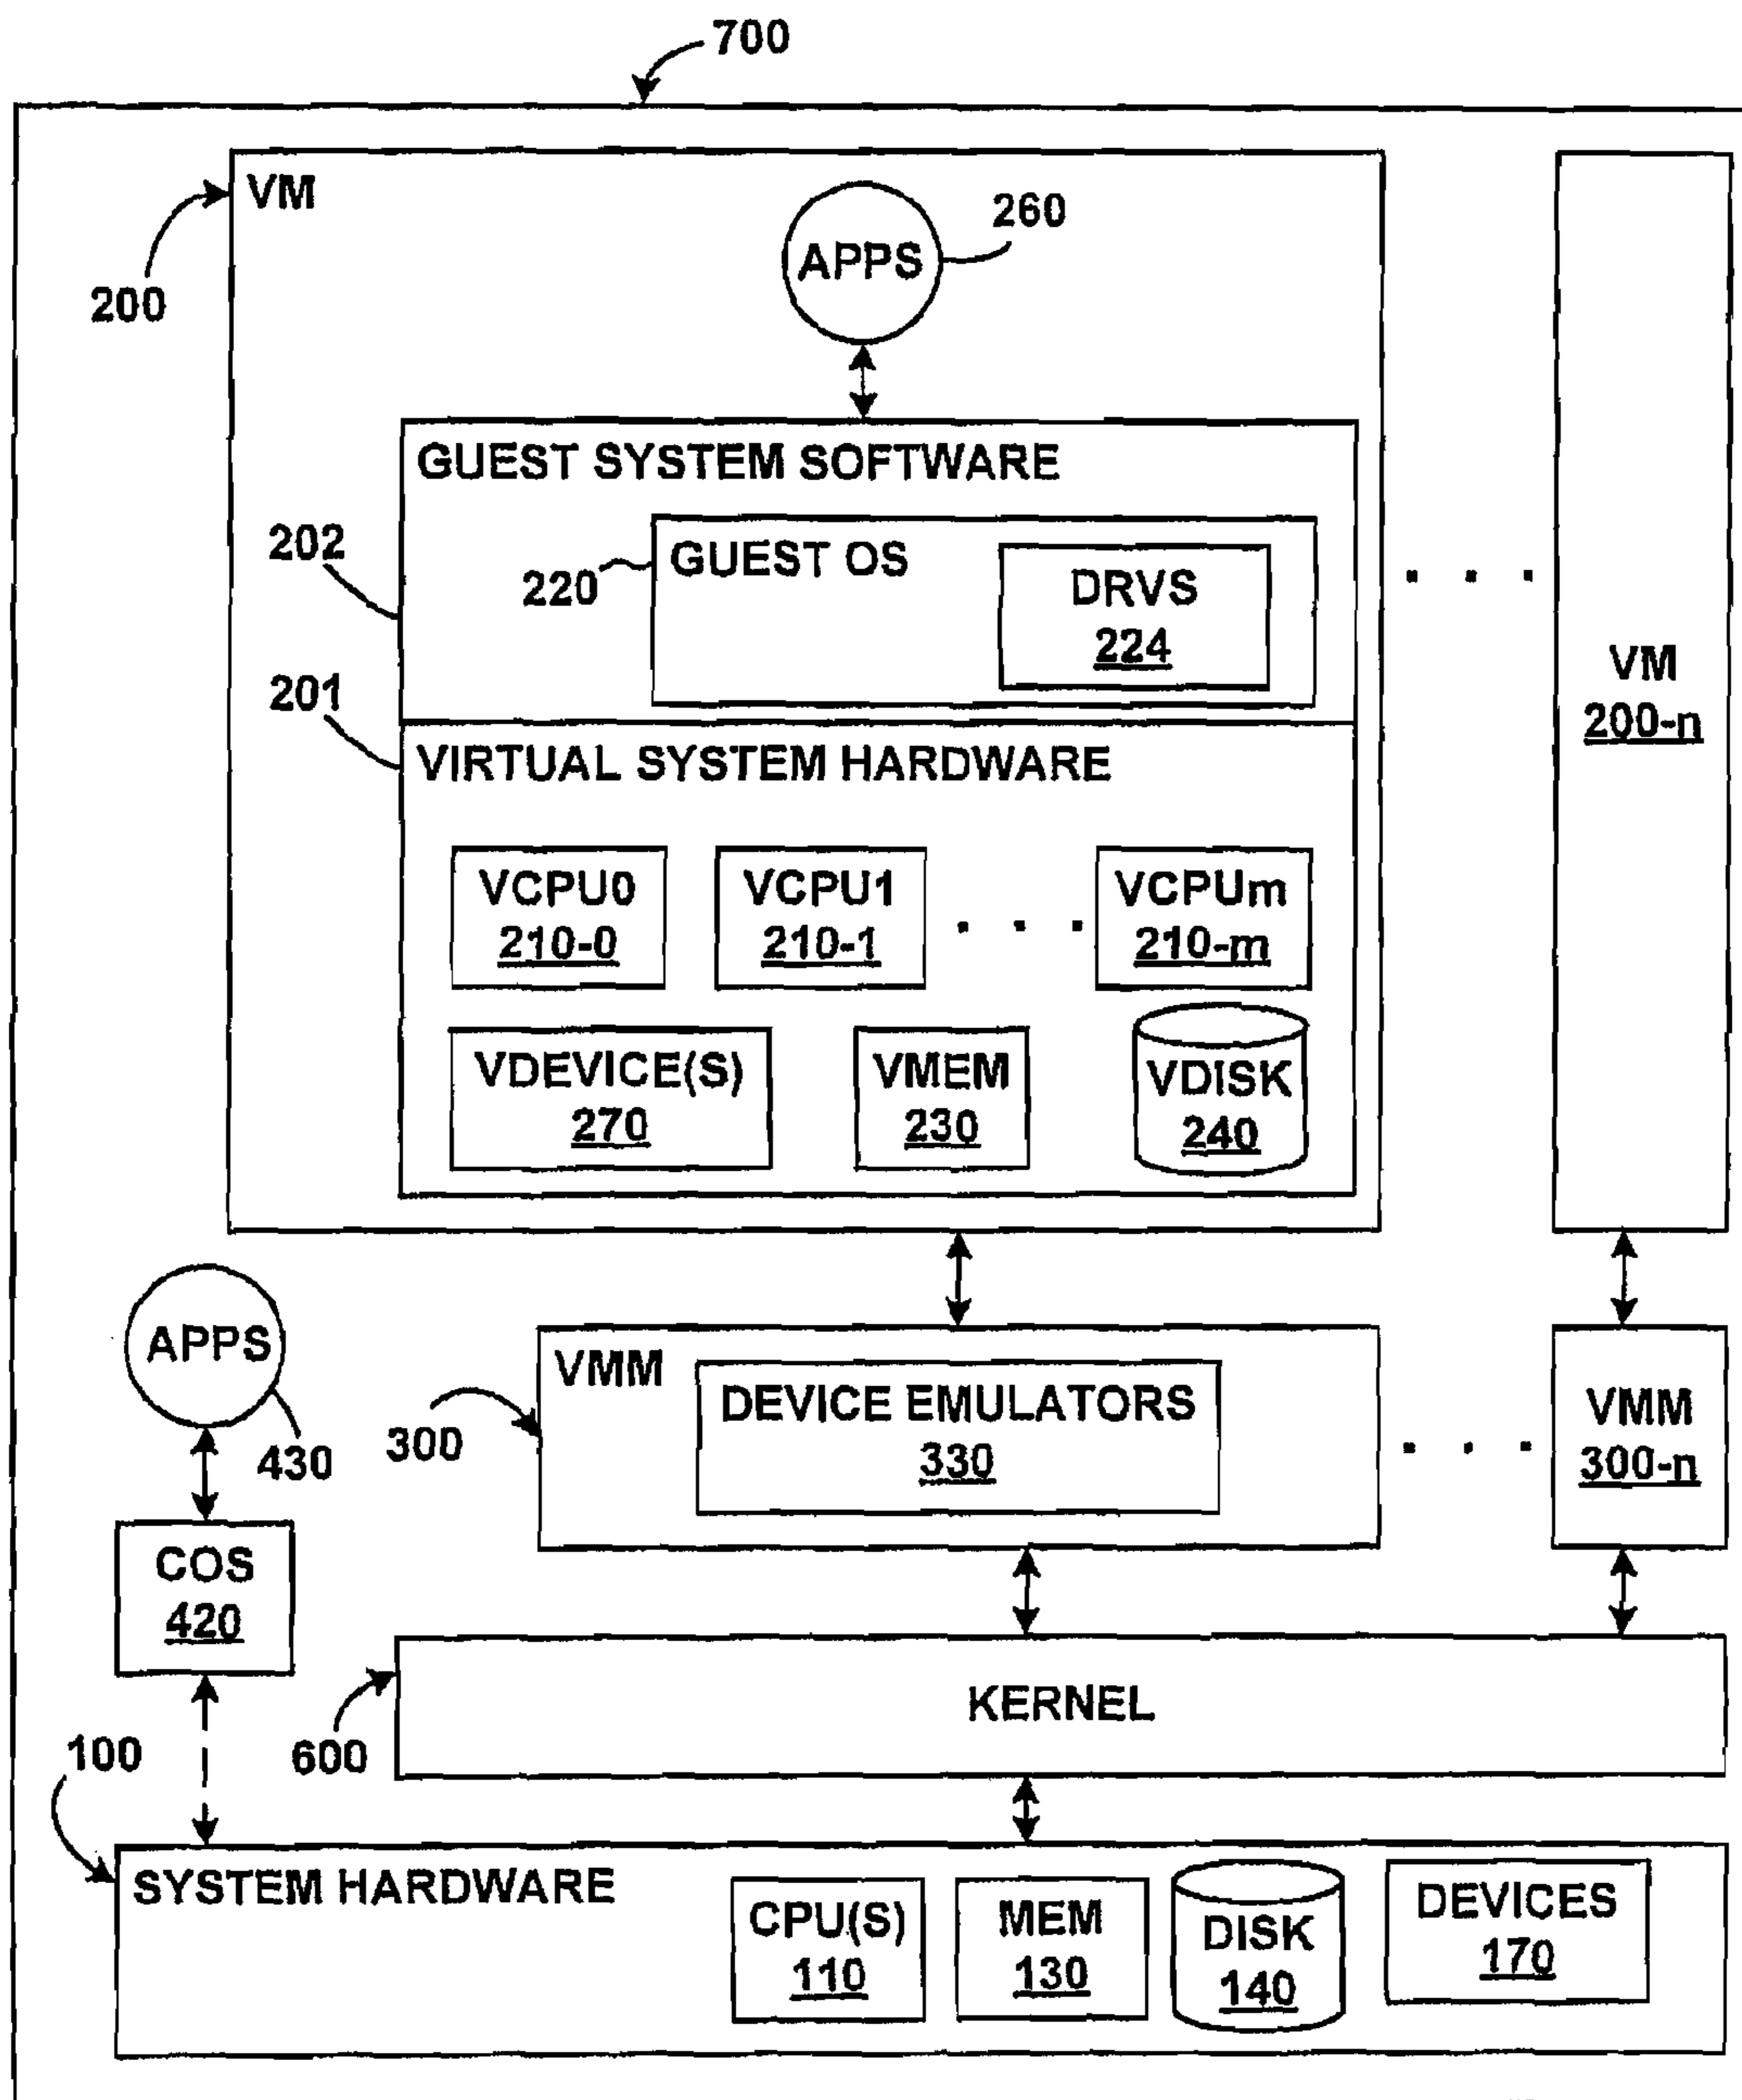 700
VM
200
APPS
260
GUEST SYSTEM SOFTWARE
202
GUEST OS
220
DRVS
224
VM
200-n
201
VIRTUAL SYSTEM HARDWARE
VCPU0
210-0
VCPU1
210-1
. . .
VCPUm
210-m
VDEVICE(S)
270
VMEM
230
VDISK
240
APPS
430
VMM
300
DEVICE EMULATORS
330
VMM
300-n
COS
420
KERNEL
600
100
SYSTEM HARDWARE
CPU(S)
110
MEM
130
DISK
140
DEVICES
170